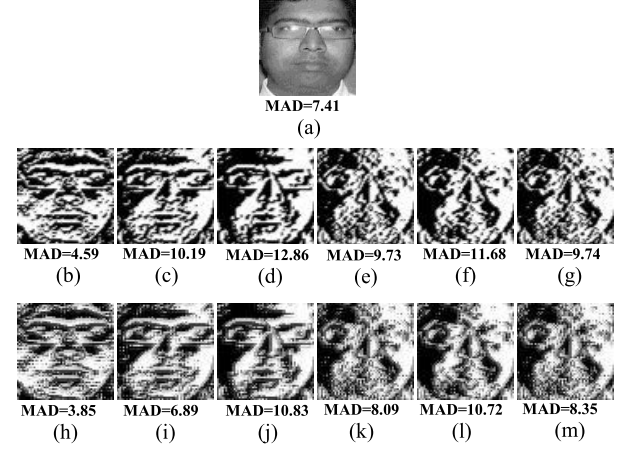 MAD=7.41
(a)
MAD=4.59 MAD=10.19 MAD=12.86 MAD=9.73 MAD=11.68 MAD=9.74
(b) (c) (d) (e) (f) (g)
MAD=3.85 MAD=6.89 MAD=10.83 MAD=8.09 MAD=10.72 MAD=8.35
(h) (i) (j) (k) (l) (m)